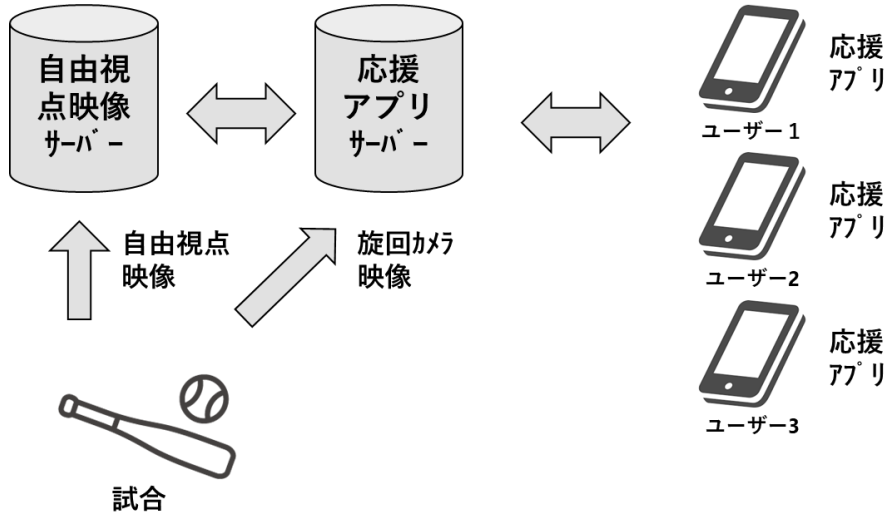 自由視
点映像
ｻｰﾊﾞｰ
応援
アプリ
ｻｰﾊﾞｰ
応援
ｱﾌﾟﾘ
ユーザー1
応援
ｱﾌﾟﾘ
ユーザー2
応援
ｱﾌﾟﾘ
ユーザー3
自由視点
映像
旋回ｶﾒﾗ
映像
試合